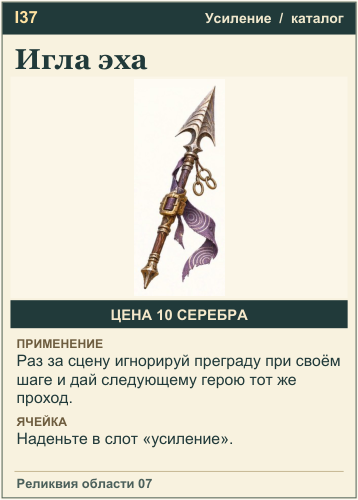 I37
Усиление / каталог
Игла эха
ЦЕНА 10 СЕРЕБРА
ПРИМЕНЕНИЕ
Раз за сцену игнорируй преграду при своём
шаге и дай следующему герою тот же
проход.
ЯЧЕЙКА
Наденьте в слот «усиление».
Реликвия области 07